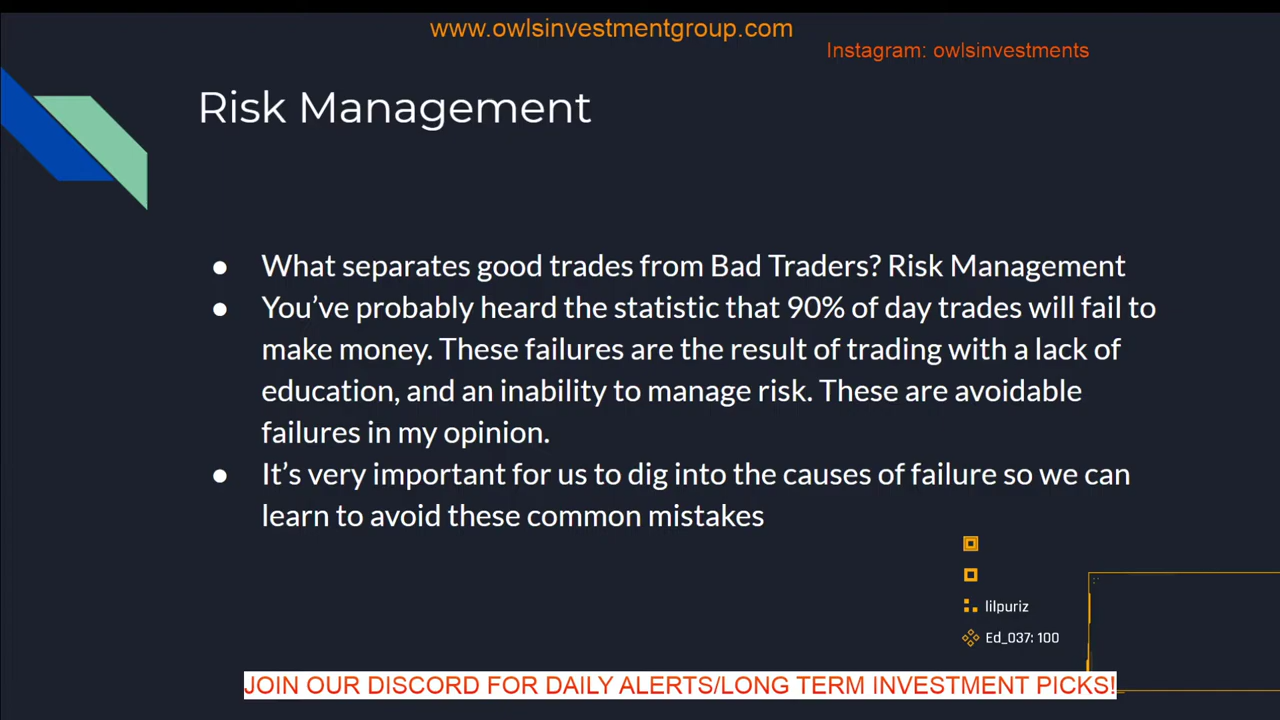 www.owlsinvestmentgroup.com
Instagram: owlsinvestments
Risk Management
● What separates good trades from Bad Traders? Risk Management
● You’ve probably heard the statistic that 90% of day trades will fail to
make money. These failures are the result of trading with a lack of
education, and an inability to manage risk. These are avoidable
failures in my opinion.
● It’s very important for us to dig into the causes of failure so we can
learn to avoid these common mistakes
lilpuriz
Ed_037: 100
JOIN OUR DISCORD FOR DAILY ALERTS/LONG TERM INVESTMENT PICKS!